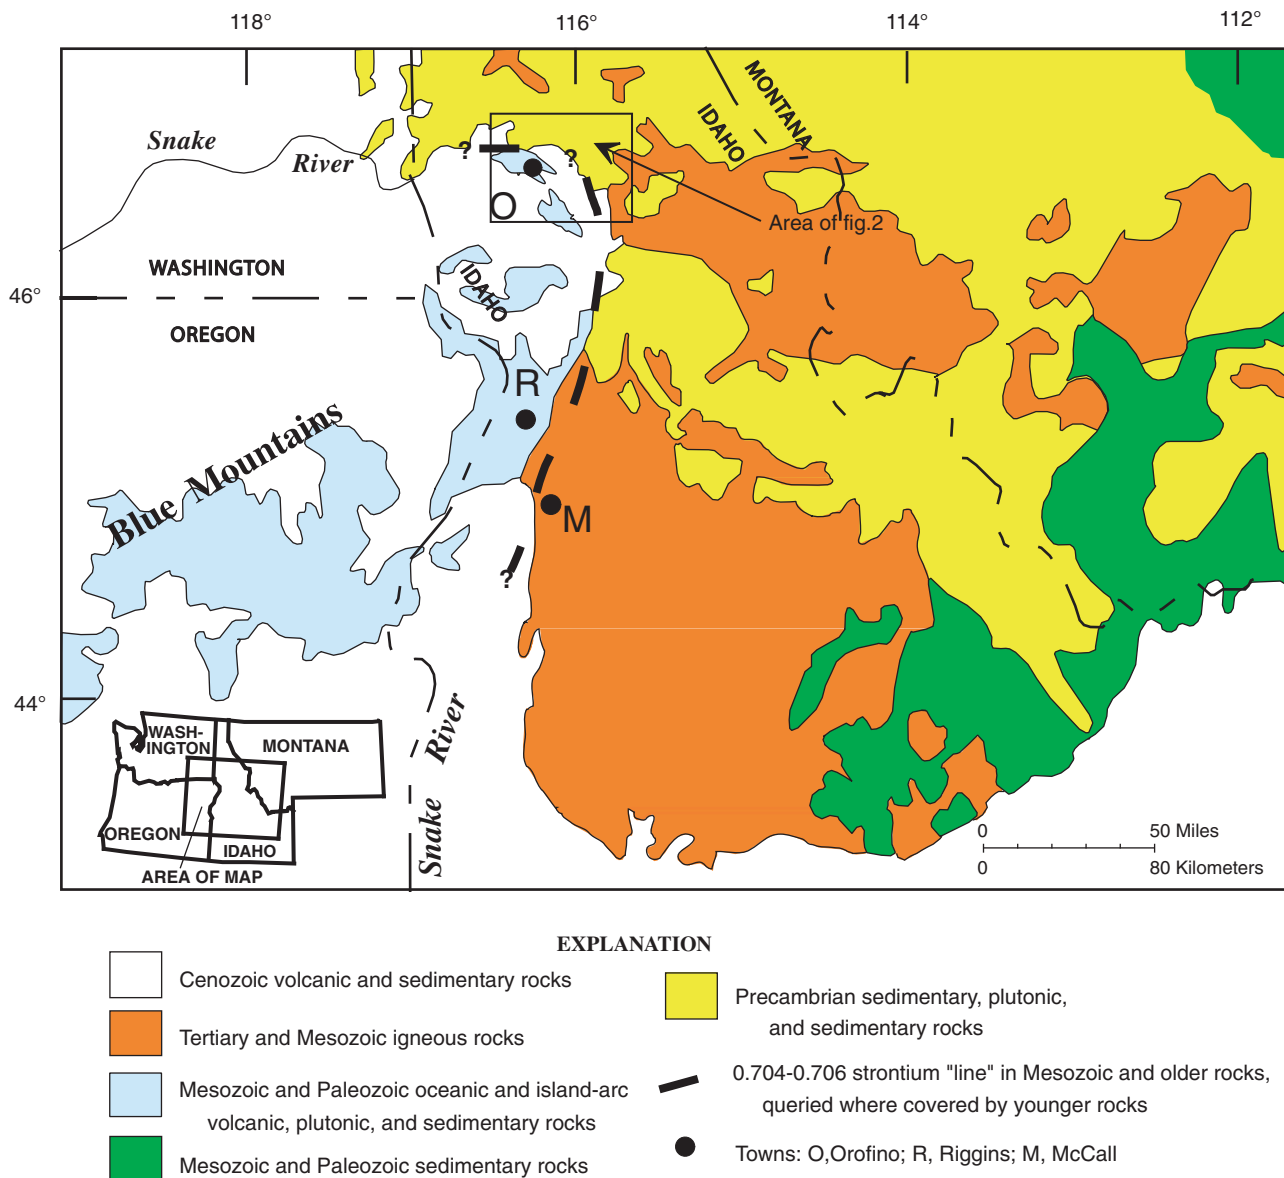 118°
116°
114°
112°
46°
44°
Snake
River
WASHINGTON
OREGON
IDAHO
MONTANA
IDAHO
?
?
O
Area of fig.2
R
M
?
Blue Mountains
Snake River
WASH-
INGTON
MONTANA
OREGON
IDAHO
AREA OF MAP
0
50 Miles
0
80 Kilometers
EXPLANATION
Cenozoic volcanic and sedimentary rocks
Tertiary and Mesozoic igneous rocks
Mesozoic and Paleozoic oceanic and island-arc
volcanic, plutonic, and sedimentary rocks
Mesozoic and Paleozoic sedimentary rocks
Precambrian sedimentary, plutonic,
and sedimentary rocks
0.704-0.706 strontium "line" in Mesozoic and older rocks,
queried where covered by younger rocks
Towns: O,Orofino; R, Riggins; M, McCall